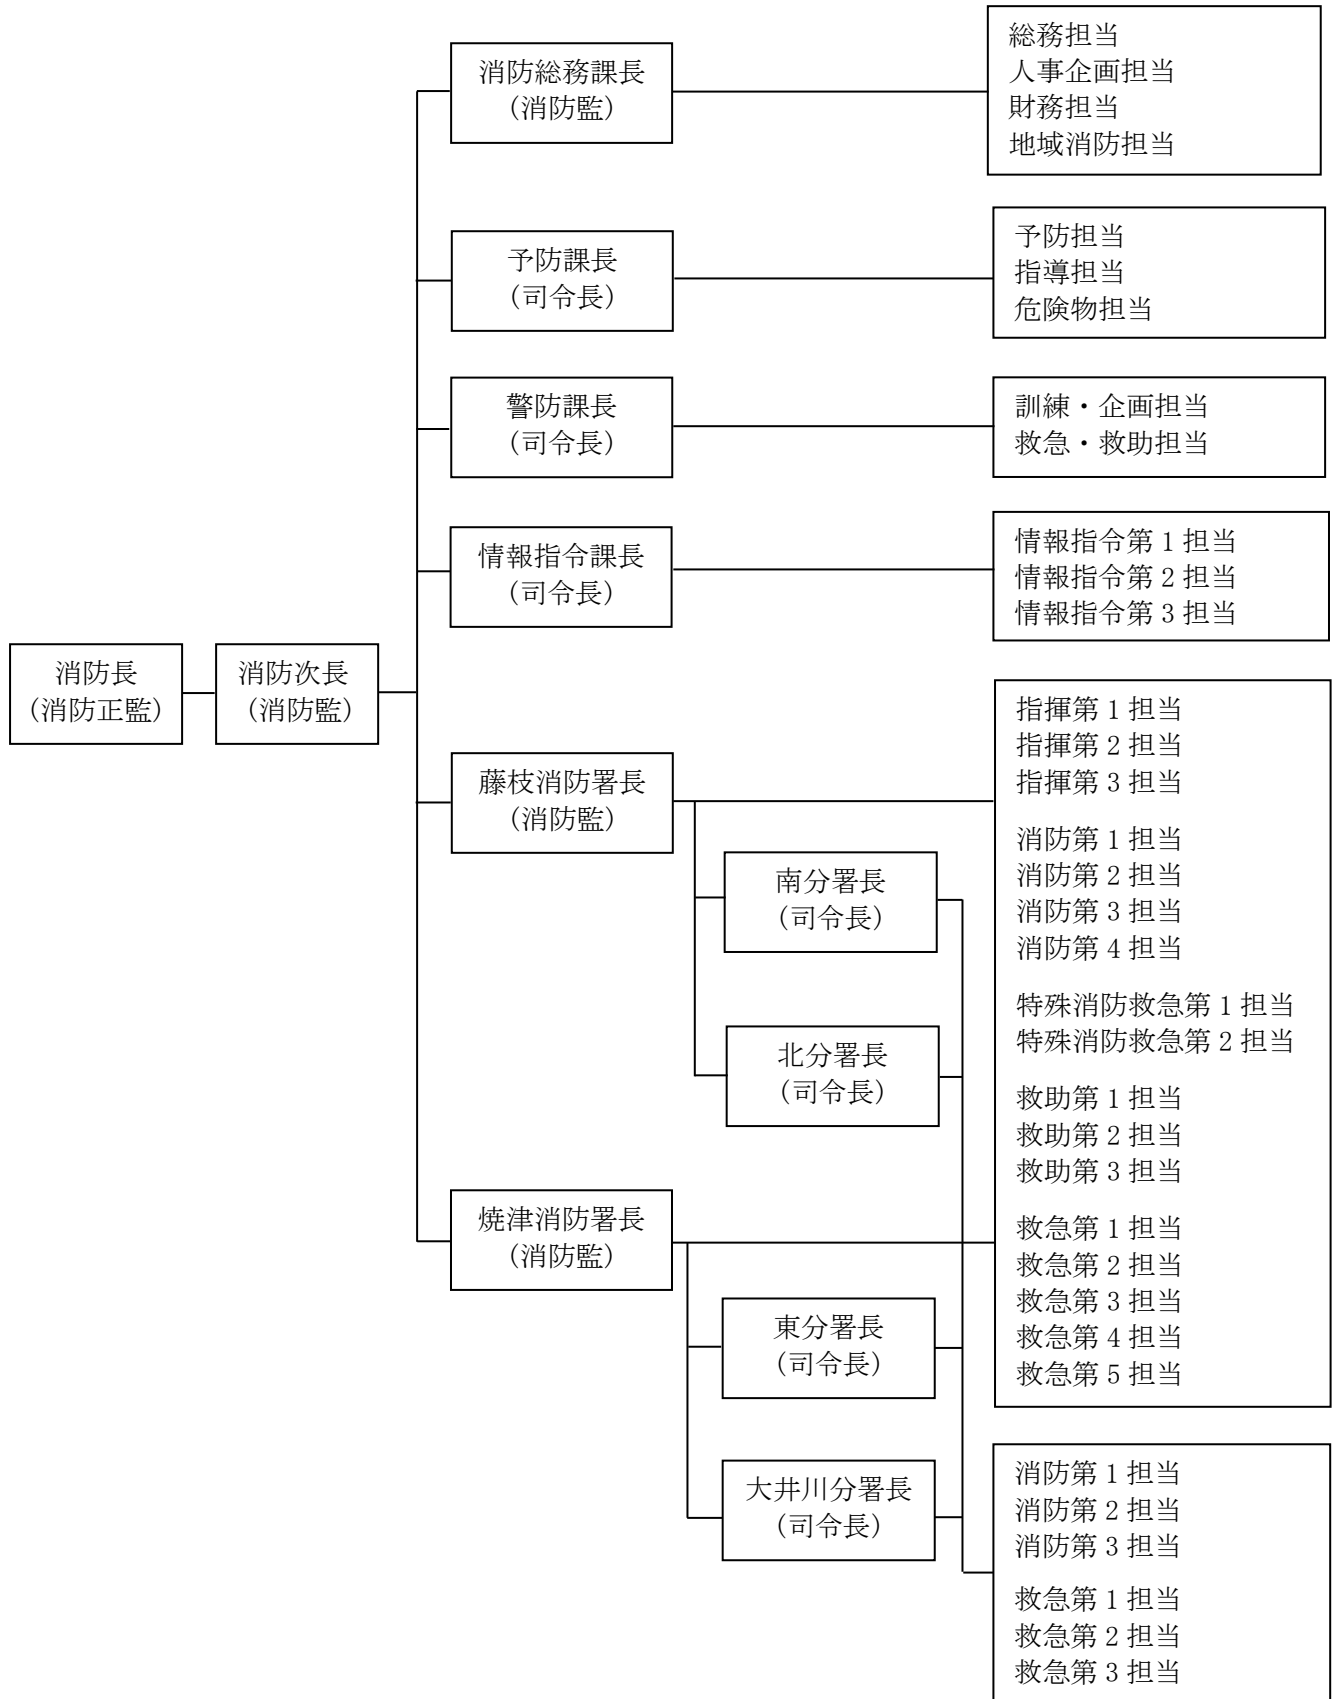 消防長
(消防正監)
消防次長
(消防監)
消防総務課長
(消防監)
総務担当
人事企画担当
財務担当
地域消防担当
予防課長
(司令長)
予防担当
指導担当
危険物担当
警防課長
(司令長)
訓練・企画担当
救急・救助担当
情報指令課長
(司令長)
情報指令第1担当
情報指令第2担当
情報指令第3担当
藤枝消防署長
(消防監)
南分署長
(司令長)
北分署長
(司令長)
焼津消防署長
(消防監)
東分署長
(司令長)
大井川分署長
(司令長)
指揮第1担当
指揮第2担当
指揮第3担当
消防第1担当
消防第2担当
消防第3担当
消防第4担当
特殊消防救急第1担当
特殊消防救急第2担当
救助第1担当
救助第2担当
救助第3担当
救急第1担当
救急第2担当
救急第3担当
救急第4担当
救急第5担当
消防第1担当
消防第2担当
消防第3担当
救急第1担当
救急第2担当
救急第3担当